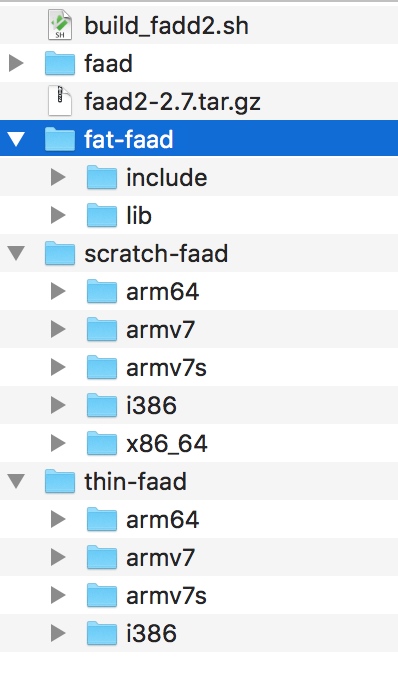 SH
build_fadd2.sh
faad
faad2-2.7.tar.gz
fat-faad
include
lib
scratch-faad
arm64
armv7
armv7s
i386
x86_64
thin-faad
arm64
armv7
armv7s
i386